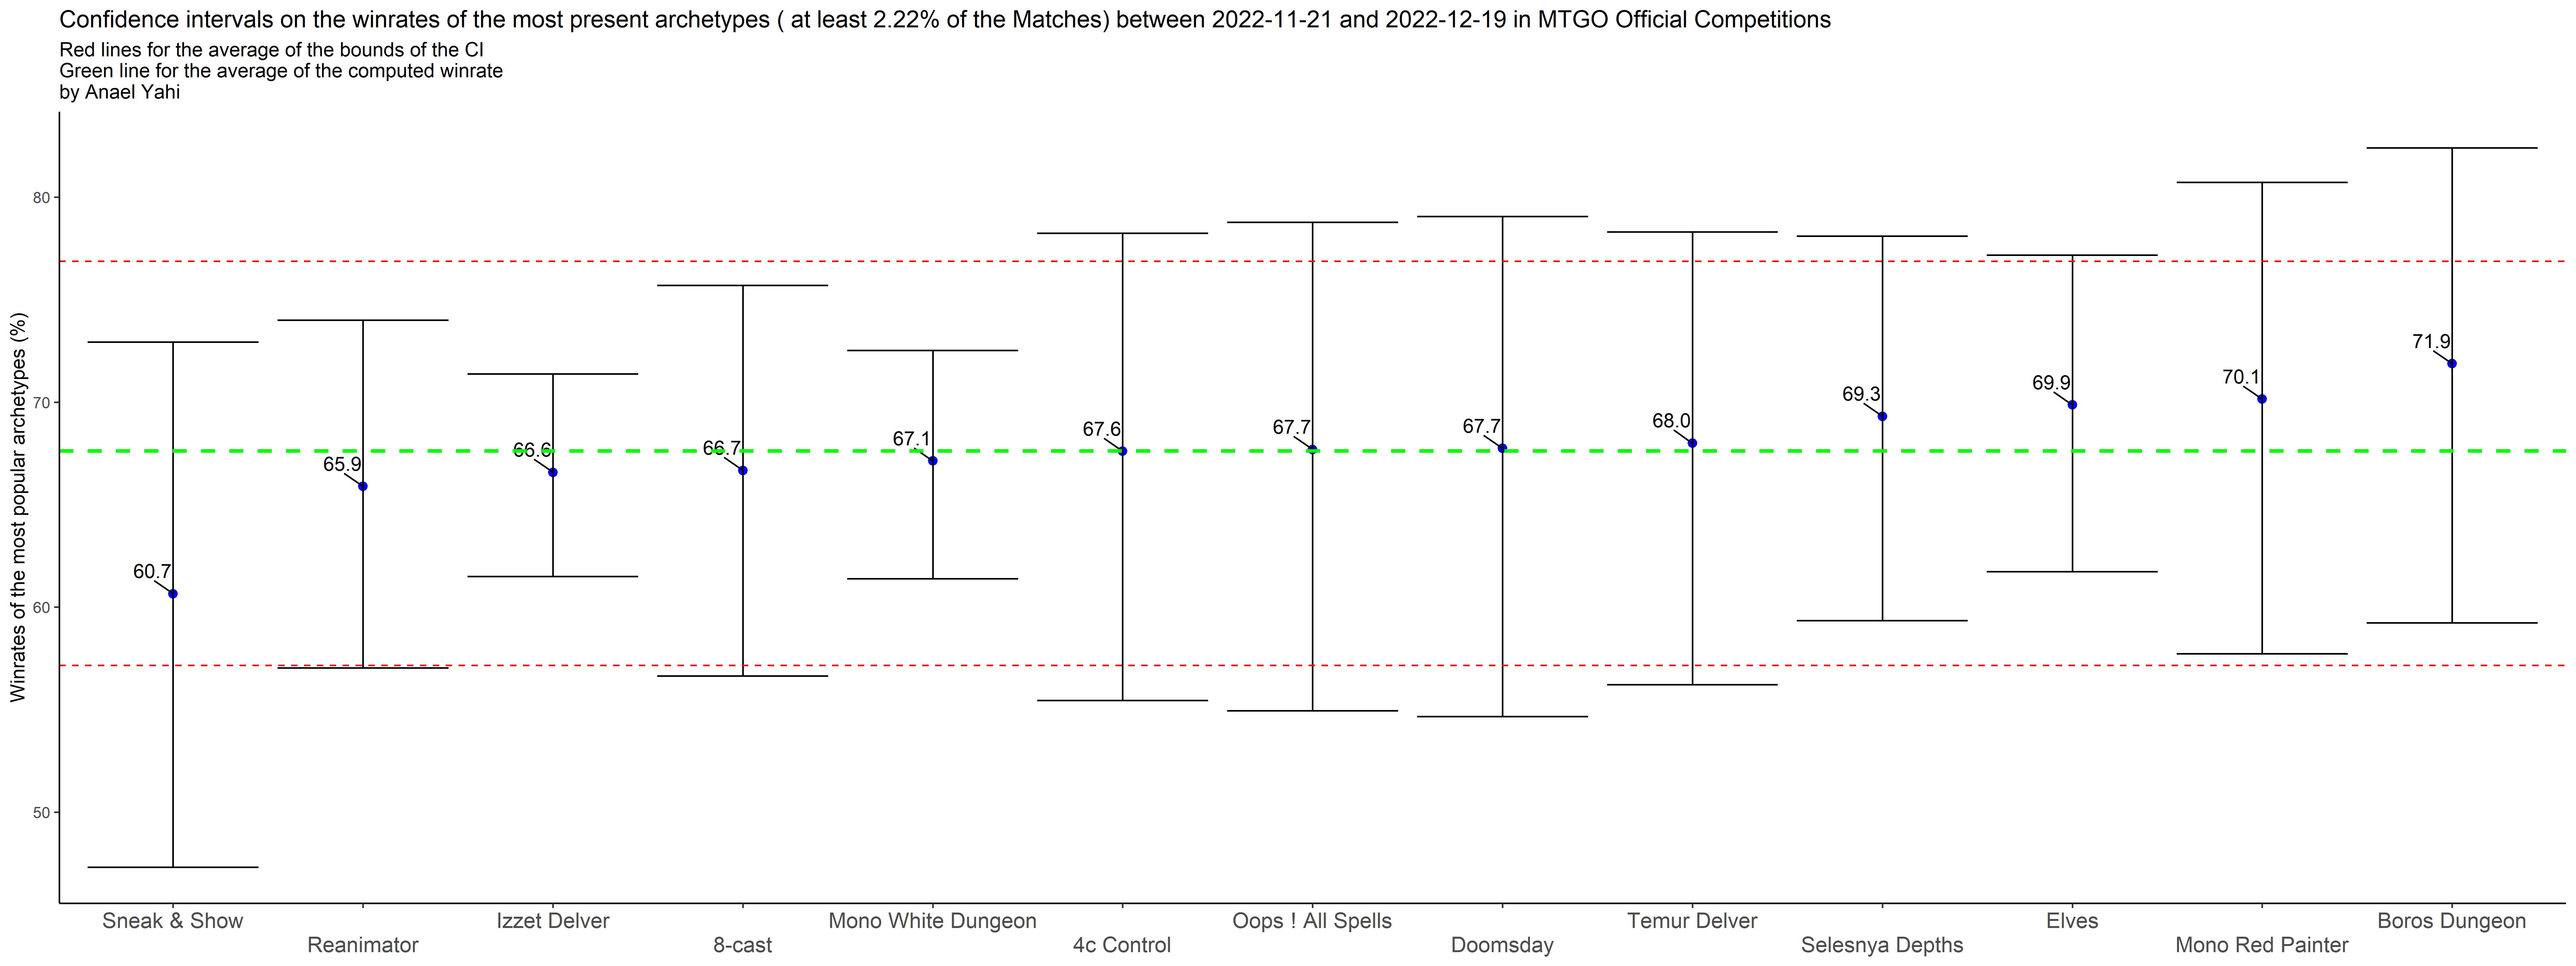 Confidence intervals on the winrates of the most present archetypes ( at least 2.22% of the Matches) between 2022-11-21 and 2022-12-19 in MTGO Official Competitions
Red lines for the average of the bounds of the CI
Green line for the average of the computed winrate
by Anael Yahi
Winrates of the most popular archetypes (%)
80
70
60
50
60.7
65.9
66.6
66.7
67.1
67.6
67.7
67.7
68.0
69.3
69.9
70.1
71.9
Sneak & Show
Reanimator
Izzet Delver
8-cast
Mono White Dungeon
4c Control
Oops ! All Spells
Doomsday
Temur Delver
Selesnya Depths
Elves
Mono Red Painter
Boros Dungeon